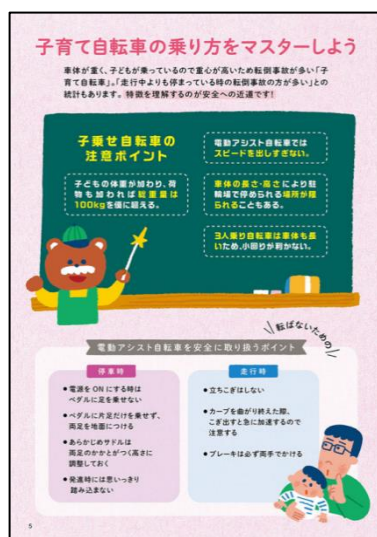 子育て自転車の乗り方をマスターしよう
車体が重く、子どもが乗っているので重心が高いため転倒事故が多い「子
育て自転車」。「走行中よりも停まっている時の転倒事故の方が多い」との
統計もあります。特徴を理解するのが安全への近道です!
子乗せ自転車の
注意ポイント
子どもの体重が加わり、荷
物も加われば総重量は
100kgを優に超える。
電動アシスト自転車では
スピードを出しすぎない。
車体の長さ・高さにより駐
輪場で停められる場所が限
られることもある。
3人乗り自転車は車体も長
いため、小回りが利かない。
転ばないための
電動アシスト自転車を安全に取り扱うポイント
停車時
●電源をONにする時は
ペダルに足を乗せない
●ペダルに片足だけを乗せず、
両足を地面につける
●あらかじめサドルは
両足のかかとがつく高さに
調整しておく
●発進時には思いっきり
踏み込まない
走行時
●立ちこぎはしない
●カーブを曲がり終えた際、
こぎ出すと急に加速するので
注意する
●ブレーキは必ず両手でかける
5